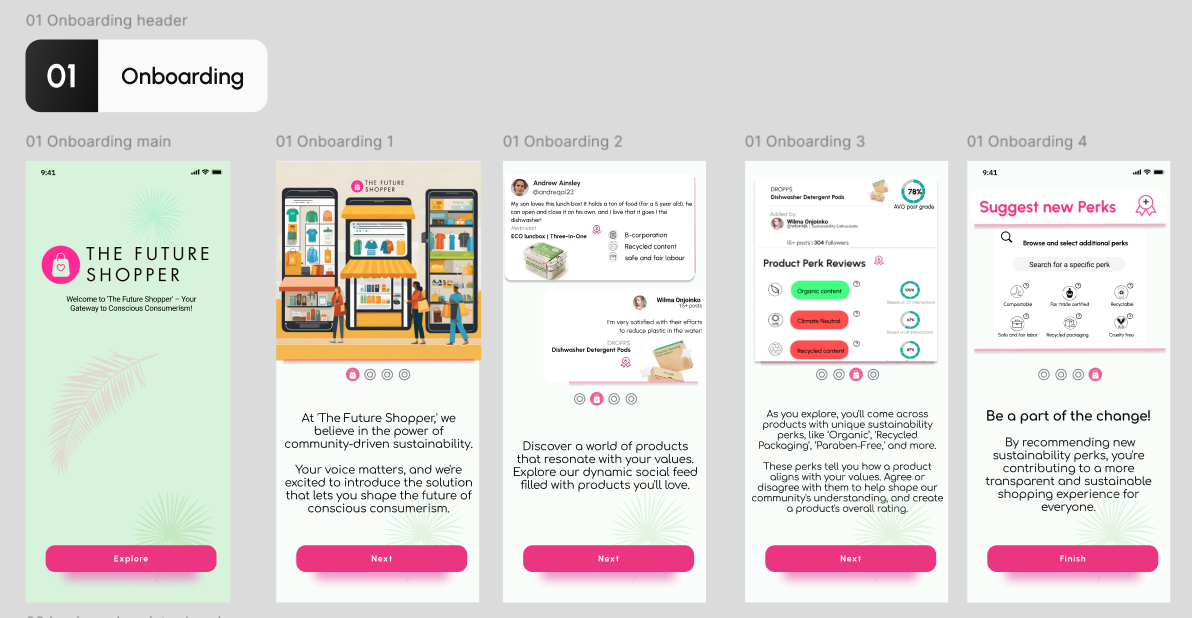 01 Onboarding header
01
Onboarding
01 Onboarding main
9:41
THE FUTURE
SHOPPER
Welcome to 'The Future Shopper' – Your
Gateway to Conscious Consumerism!
Explore
01 Onboarding 1
THE FUTURE
SHOPPER
At 'The Future Shopper,' we
believe in the power of
community-driven sustainability.
Your voice matters, and we're
excited to introduce the solution
that lets you shape the future of
conscious consumerism.
Next
01 Onboarding 2
Andrew Ainsley
@andreqol23
My son loves this lunch box! It holds a ton of food (for a 5 year old). he
can open and close it on his own. and I love that it goes I the
dishwasher!
ECO luncbox | Three-in-One
B-corporation
Recycled content
safe and fair labour
Wilma Onjoinko
15+ posts
I'm very satisfied with their efforts
to reduce plastic in the water!
DROPPS
Dishwasher Detergent Pods
Discover a world of products
that resonate with your values.
Explore our dynamic social feed
filled with products you'll love.
Next
01 Onboarding 3
DROPPS
Dishwasher Detergent Pods
78%
AVG post grade
Added by
Wilma Onjoinko
Sustainability Enthusiastic
15+ posts | 304 Followers
Product Perk Reviews
Organic content
100%
Climate Neutral
67%
Recycled content
As you explore, you'll come across
products with unique sustainability
perks, like 'Organic', 'Recycled
Packaging', 'Paraben-Free,' and more.
These perks tell you how a product
aligns with your values. Agree or
disagree with them to help shape our
community's understanding, and create
a product's overall rating.
Next
01 Onboarding 4
9:41
Suggest new Perks
Browse and select additional perks
Search for a specific perk
Compostable
Fair trade certified
Recyclable
Safe and fair labor
Recycled packaging
Cruelty free
Be a part of the change!
By recommending new
sustainability perks, you're
contributing to a more
transparent and sustainable
shopping experience for
everyone.
Finish